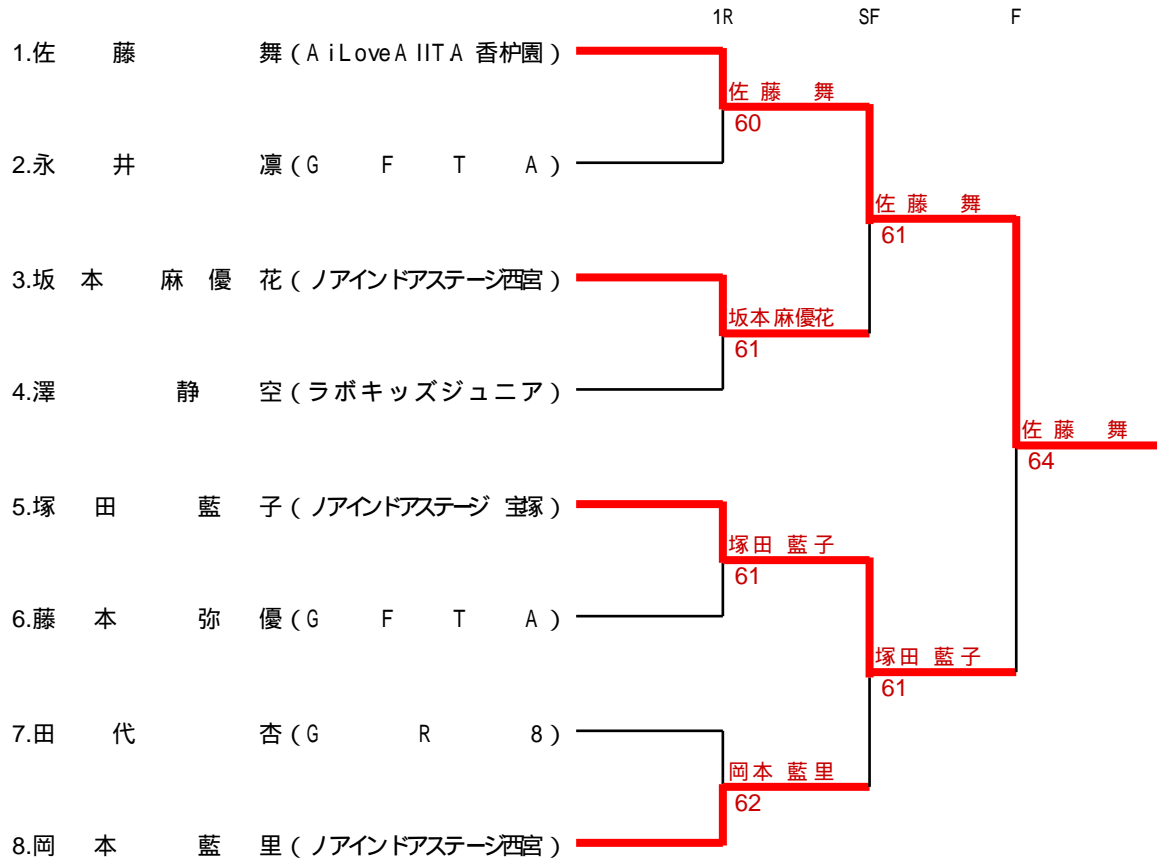 1R SF F
1.佐藤 舞(AiLoveAllTA 香枦園)
佐藤 舞
60
2.永井 凛(GFTA)
佐藤 舞
61
3.坂本 麻優花(ノアインドアステージ西宮)
坂本 麻優花
61
4.澤 静空(ラボキッズジュニア)
佐藤 舞
64
5.塚田 藍子(ノアインドアステージ 宝塚)
塚田 藍子
61
6.藤本 弥優(GFTA)
塚田 藍子
61
7.田代 杏(GR8)
岡本 藍里
62
8.岡本 藍里(ノアインドアステージ西宮)